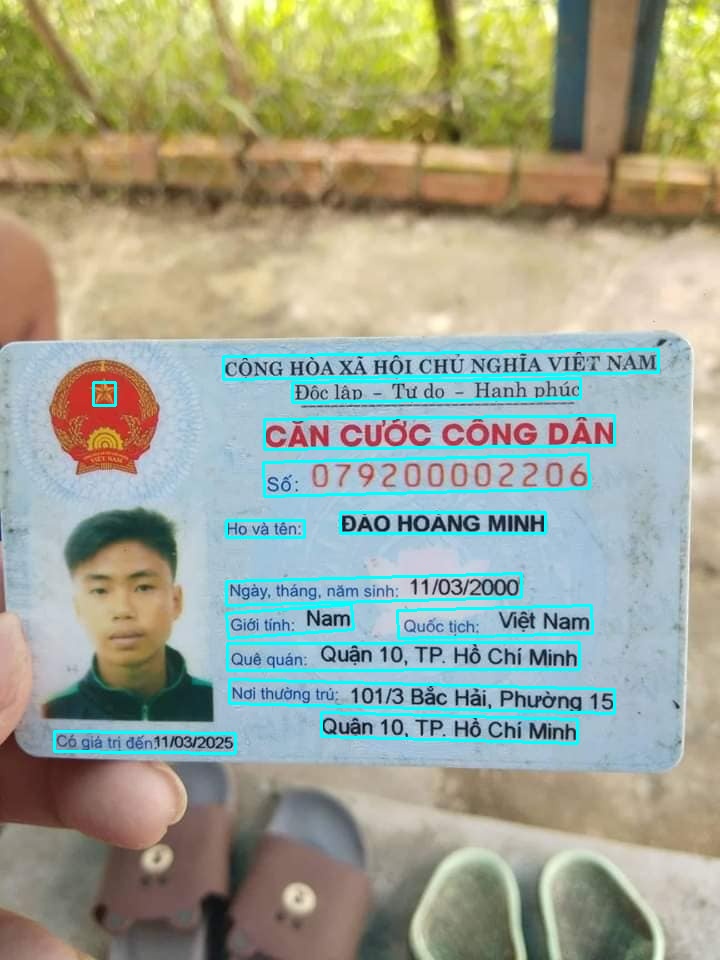 CỘNG HÒA XÃ HỘI CHỦ NGHĨA VIỆT NAM
Độc lập - Tự do - Hạnh phúc
CĂN CƯỚC CÔNG DÂN
Số: 079200002206
Họ và tên: ĐÀO HOÀNG MINH
Ngày, tháng, năm sinh: 11/03/2000
Giới tính: Nam Quốc tịch: Việt Nam
Quê quán: Quận 10, TP. Hồ Chí Minh
Nơi thường trú: 101/3 Bắc Hải, Phường 15
Quận 10, TP. Hồ Chí Minh
Có giá trị đến: 11/03/2025
VIỆT NAM